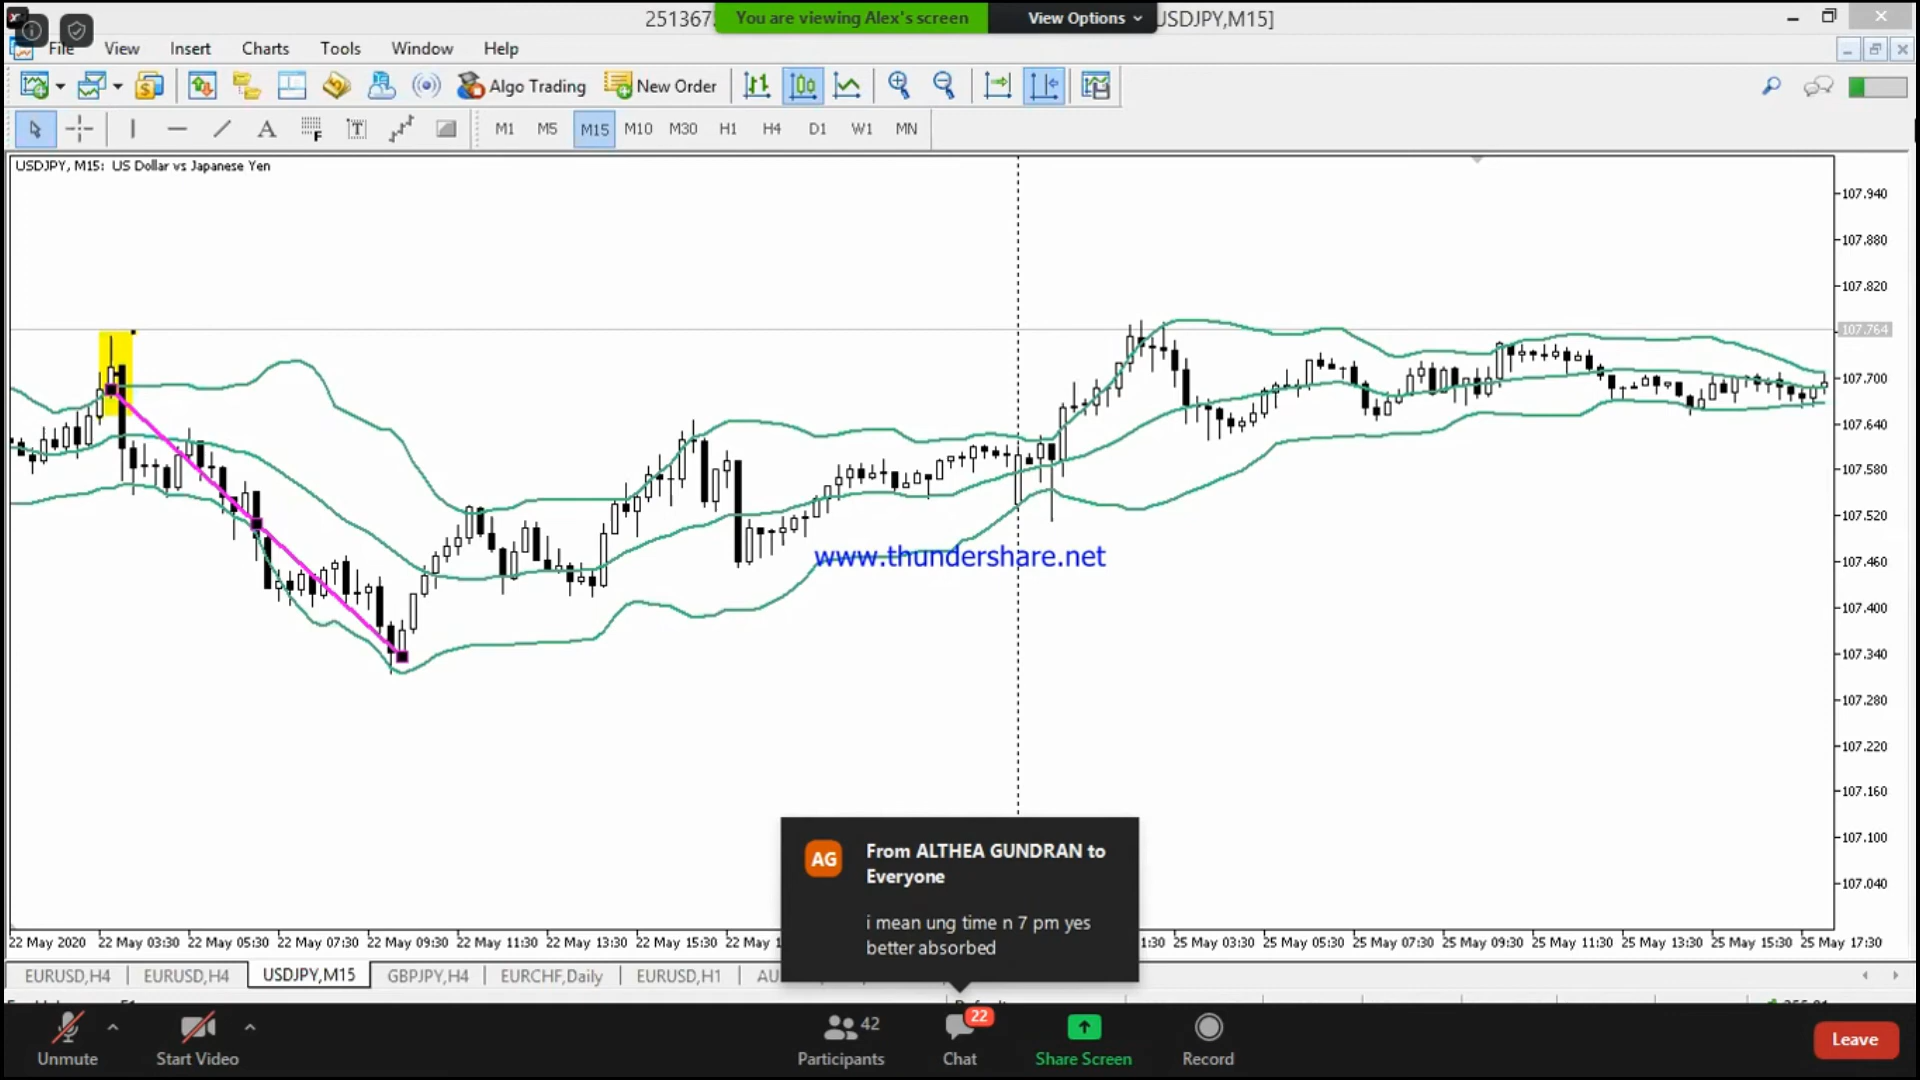 251367
You are viewing Alex's screen
View Options
USDJPY,M15]
File View Insert Charts Tools Window Help
Algo Trading
New Order
A F T
M1 M5 M15 M10 M30 H1 H4 D1 W1 MN
USDJPY, M15: US Dollar vs Japanese Yen
107.940
107.880
107.820
107.764
107.700
107.640
107.580
107.520
107.460
107.400
107.340
107.280
107.220
107.160
107.100
107.040
www.thundershare.net
AG
From ALTHEA GUNDRAN to
Everyone
i mean ung time n 7 pm yes
better absorbed
22 May 2020 22 May 03:30 22 May 05:30 22 May 07:30 22 May 09:30 22 May 11:30 22 May 13:30 22 May 15:30 22 May 1 1:30 25 May 03:30 25 May 05:30 25 May 07:30 25 May 09:30 25 May 11:30 25 May 13:30 25 May 15:30 25 May 17:30
EURUSD,H4 EURUSD,H4 USDJPY,M15 GBPJPY,H4 EURCHF,Daily EURUSD,H1 AU
Unmute
Start Video
42
Participants
22
Chat
Share Screen
Record
Leave